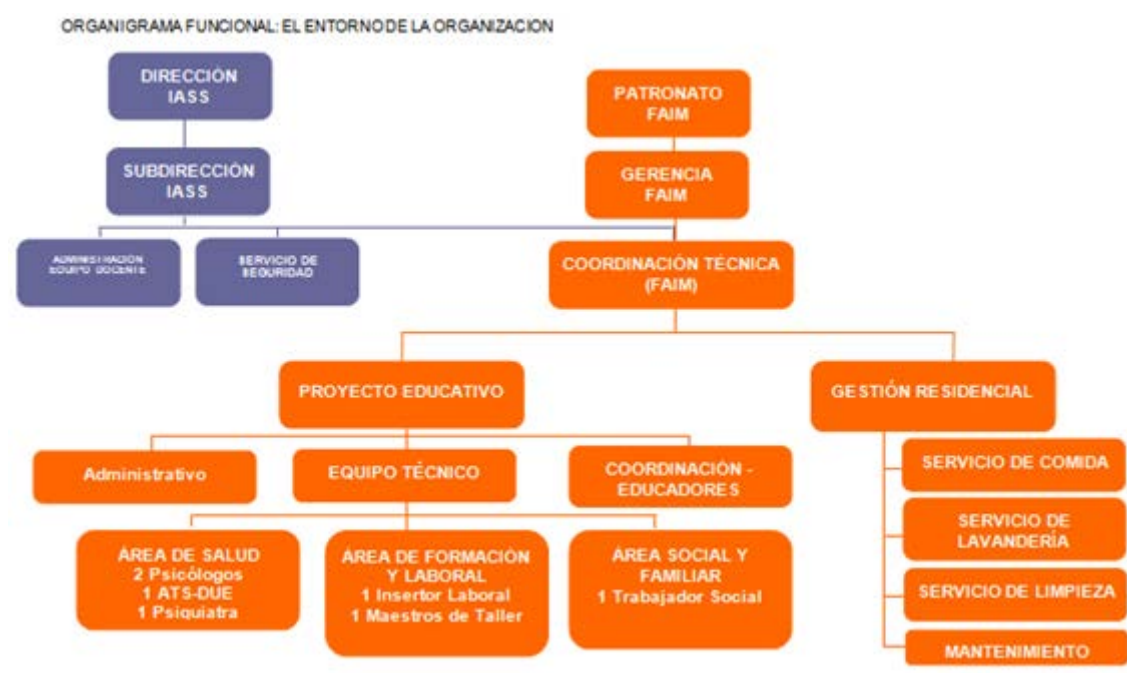 ORGANIGRAMA FUNCIONAL: EL ENTORNO DE LA ORGANIZACION
DIRECCIÓN
IASS
PATRONATO
FAIM
SUBDIRECCIÓN
IASS
GERENCIA
FAIM
ADMINISTRACIÓN
EQUIPO DOCENTE
SERVICIO DE
SEGURIDAD
COORDINACIÓN TÉCNICA
(FAIM)
PROYECTO EDUCATIVO
GESTIÓN RESIDENCIAL
Administrativo
EQUIPO TÉCNICO
COORDINACIÓN -
EDUCADORES
SERVICIO DE COMIDA
SERVICIO DE
LAVANDERÍA
SERVICIO DE LIMPIEZA
MANTENIMIENTO
ÁREA DE SALUD
2 Psicólogos
1 ATS-DUE
1 Psiquiatra
ÁREA DE FORMACIÓN
Y LABORAL
1 Insertor Laboral
1 Maestros de Taller
ÁREA SOCIAL Y
FAMILIAR
1 Trabajador Social